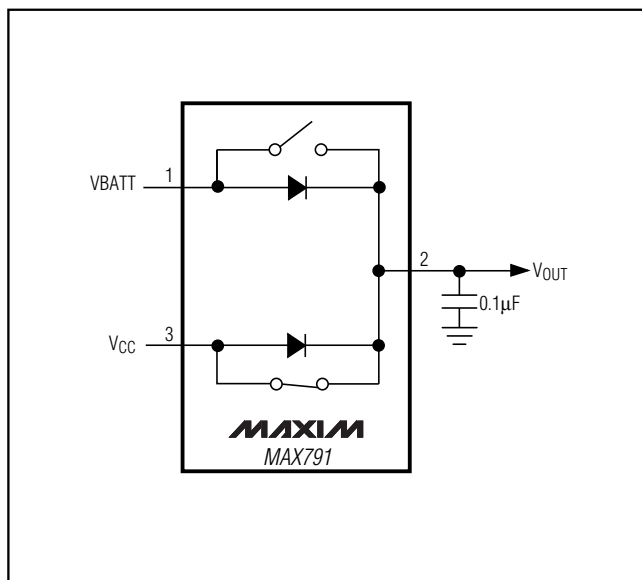 VBATT
1
2
VOUT
0.1μF
VCC
3
MAXIM
MAX791